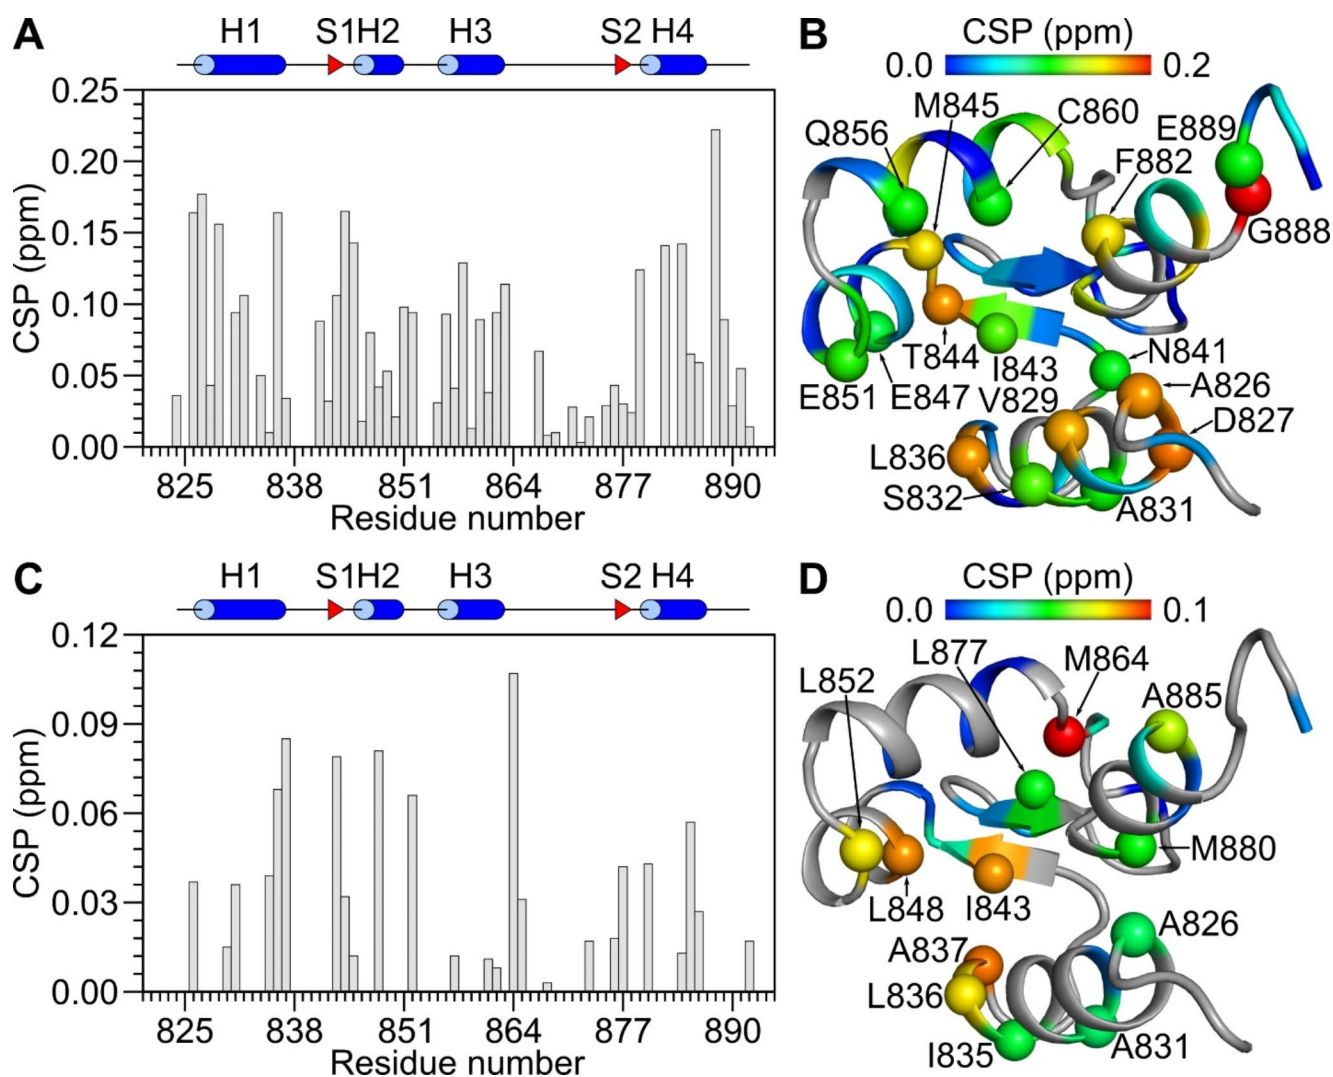 A
H1 S1 H2 H3 S2 H4
0.25
0.20
0.15
0.10
0.05
0.00
CSP (ppm)
825 838 851 864 877 890
Residue number
B
CSP (ppm)
0.0 0.2
M845 C860
Q856 E889
F882
G888
T844 I843 N841
E851 E847 V829 A826
D827
L836
S832 A831
C
H1 S1 H2 H3 S2 H4
0.12
0.09
0.06
0.03
0.00
CSP (ppm)
825 838 851 864 877 890
Residue number
D
CSP (ppm)
0.0 0.1
L877 M864
L852 A885
M880
L848 I843
A837 A826
L836
I835 A831